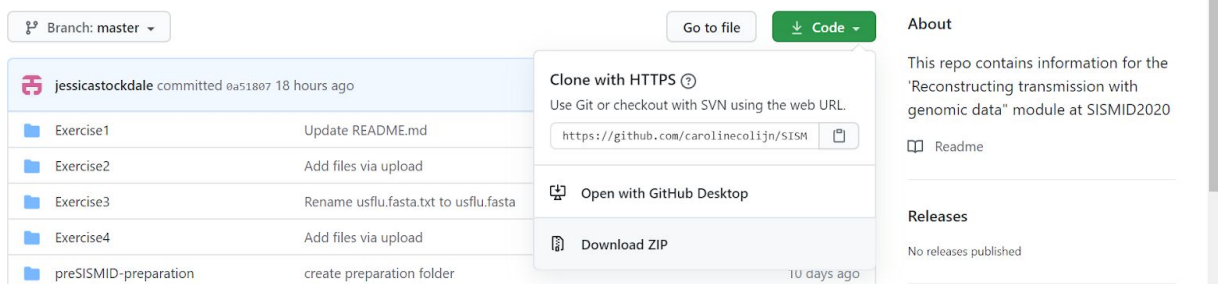 Branch: master
Go to file
Code
jessicastockdale committed 0a51807 18 hours ago
Exercise1 Update README.md
Exercise2 Add files via upload
Exercise3 Rename usflu.fasta.txt to usflu.fasta
Exercise4 Add files via upload
preSISMID-preparation create preparation folder 10 days ago
Clone with HTTPS ?
Use Git or checkout with SVN using the web URL.
https://github.com/carolinecolijn/SISM
Open with GitHub Desktop
Download ZIP
About
This repo contains information for the
'Reconstructing transmission with
genomic data" module at SISMID2020
Readme
Releases
No releases published